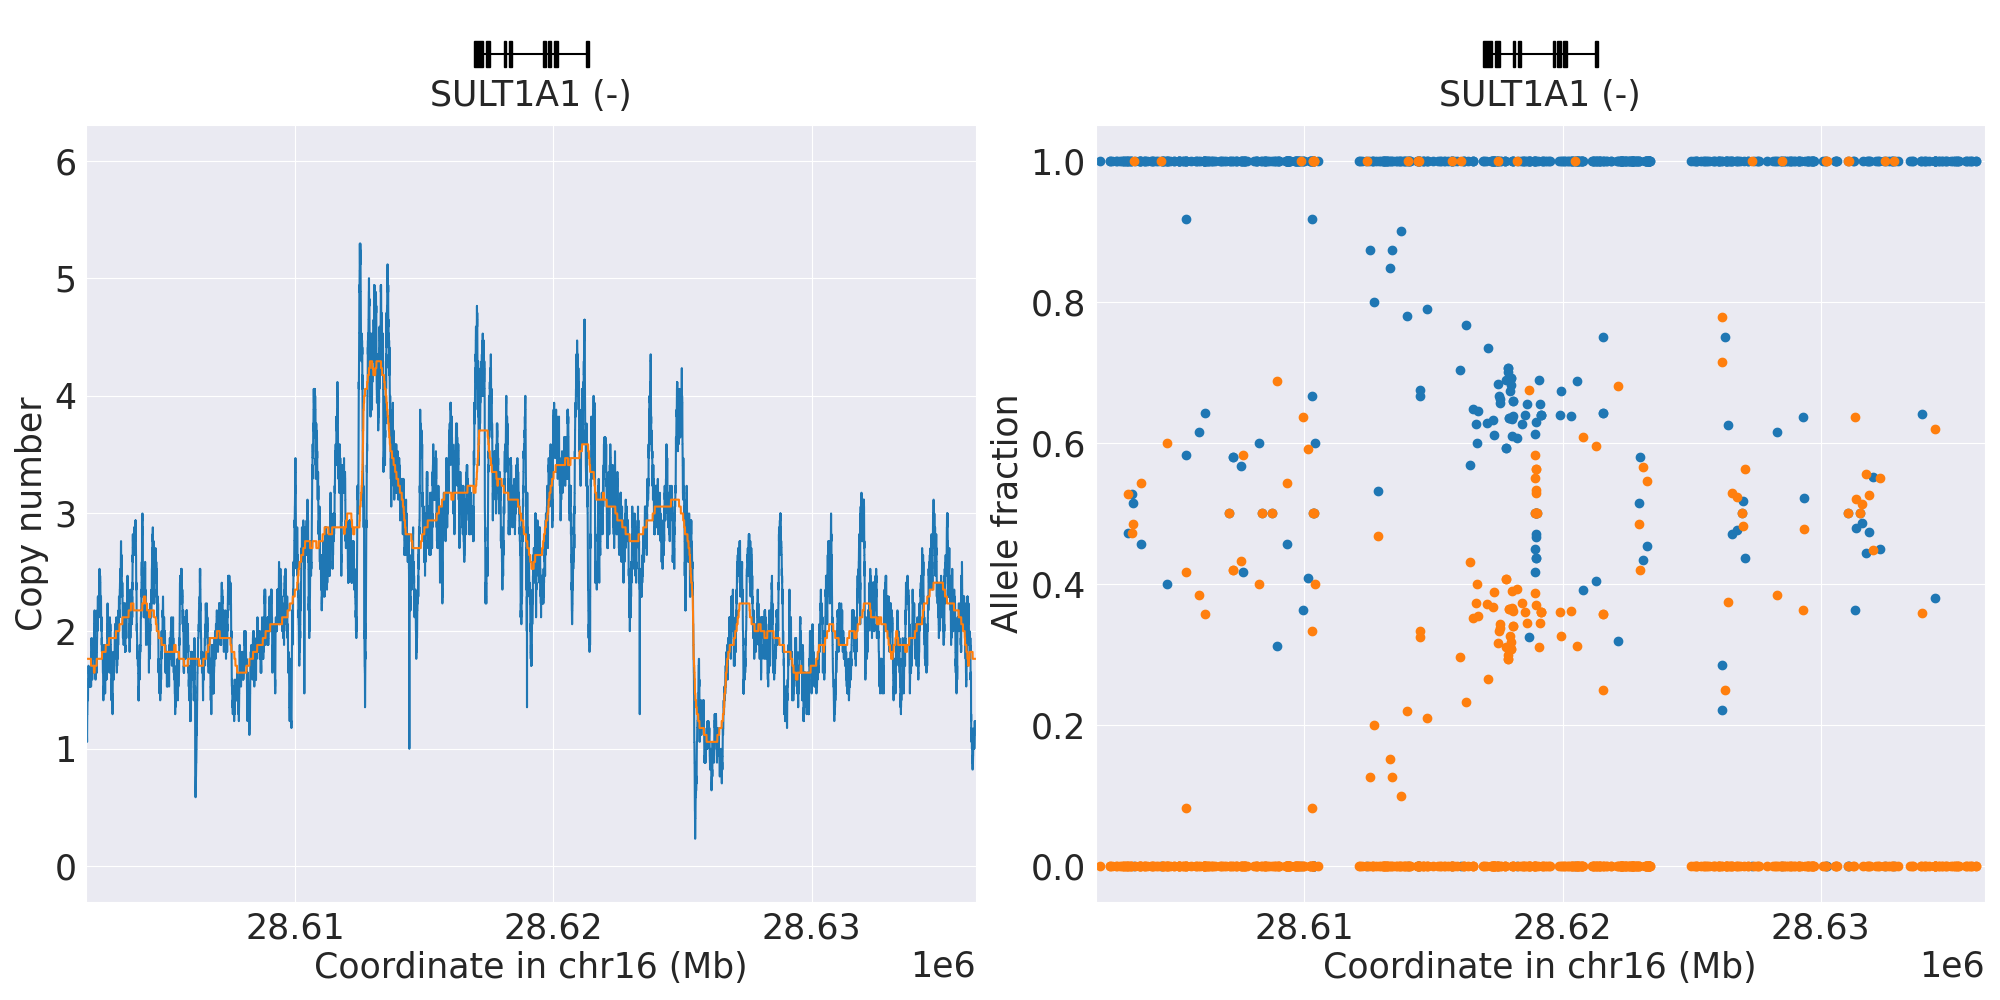 SULT1A1 (-)
Copy number
6
5
4
3
2
1
0
28.61
28.62
28.63
Coordinate in chr16 (Mb)
1e6
SULT1A1 (-)
Allele fraction
1.0
0.8
0.6
0.4
0.2
0.0
28.61
28.62
28.63
Coordinate in chr16 (Mb)
1e6